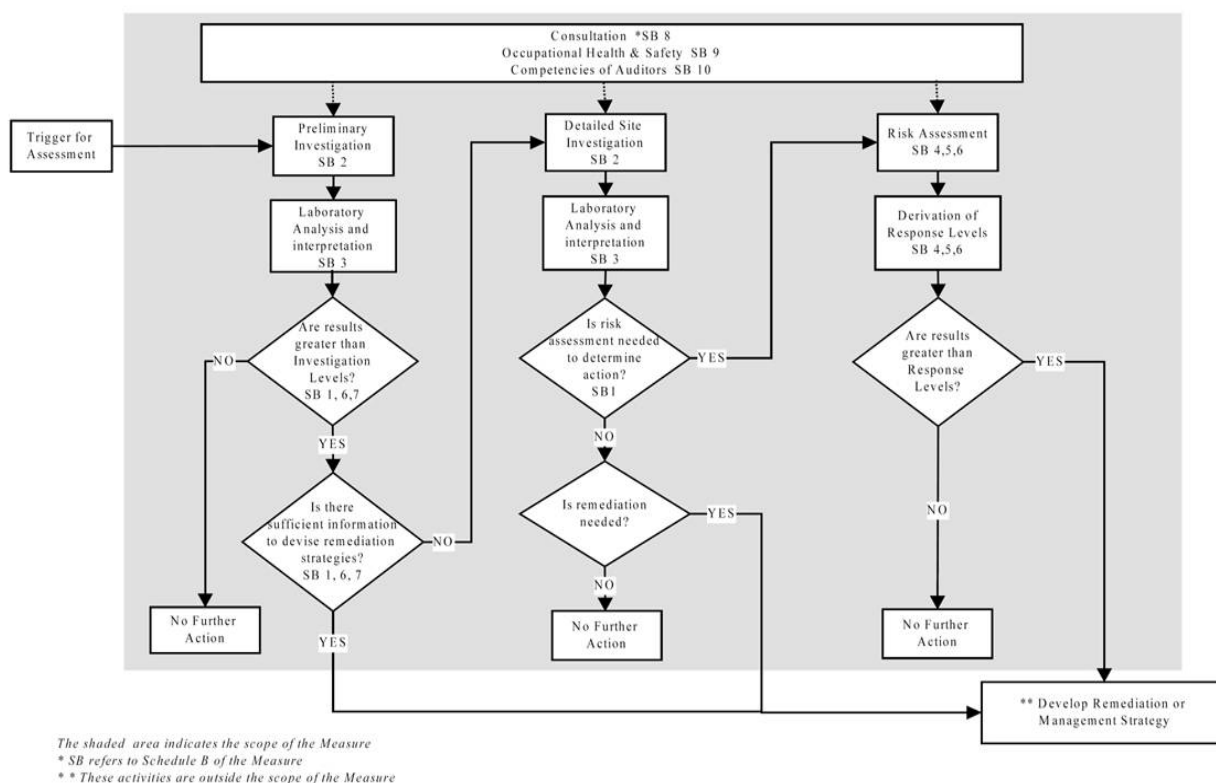 Consultation *SB 8
Occupational Health & Safety SB 9
Competencies of Auditors SB 10
Trigger for
Assessment
Preliminary
Investigation
SB 2
Laboratory
Analysis and
interpretation
SB 3
Are results
greater than
Investigation
Levels?
SB 1, 6,7
NO
YES
Is there
sufficient information
to devise remediation
strategies?
SB 1, 6, 7
NO
YES
No Further
Action
Detailed Site
Investigation
SB 2
Laboratory
Analysis and
interpretation
SB 3
Is risk
assessment needed
to determine
action?
SB1
YES
NO
Is remediation
needed?
YES
NO
No Further
Action
Risk Assessment
SB 4,5,6
Derivation of
Response Levels
SB 4,5,6
Are results
greater than
Response
Levels?
YES
NO
No Further
Action
** Develop Remediation or
Management Strategy
The shaded area indicates the scope of the Measure
* SB refers to Schedule B of the Measure
* * These activities are outside the scope of the Measure